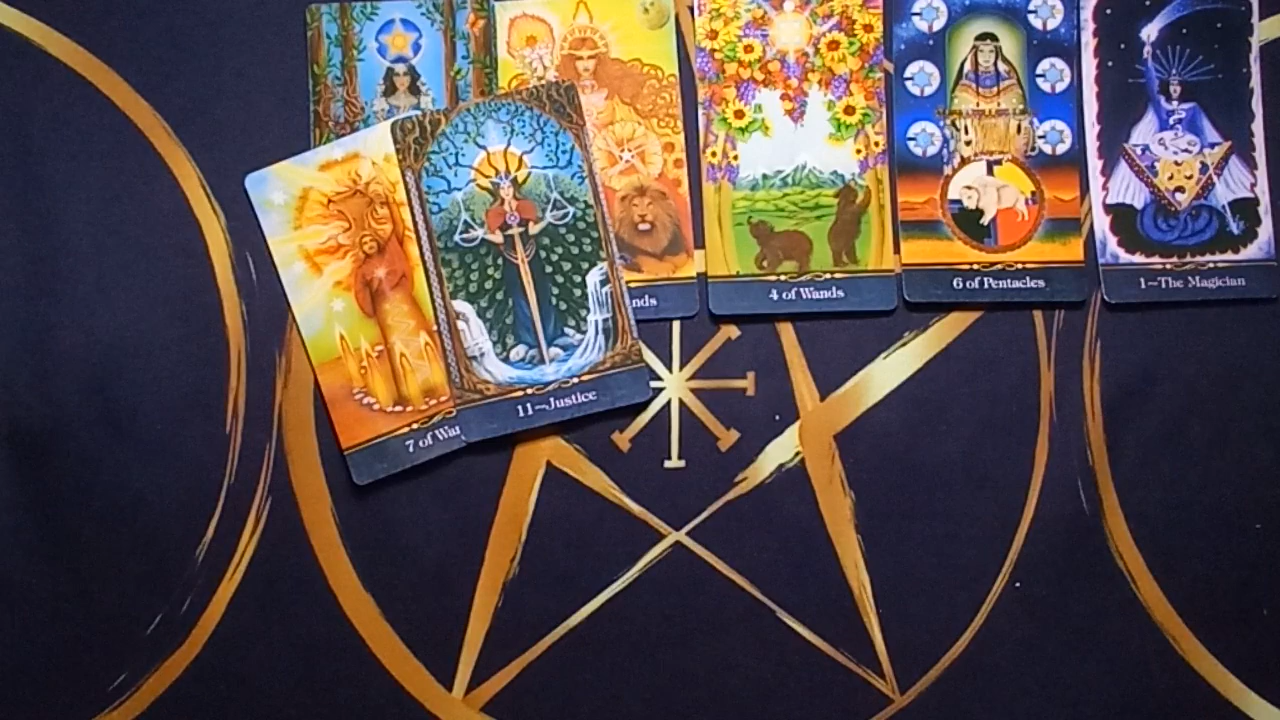 nds
4 of Wands
6 of Pentacles
1~The Magician
7 of Wa
11~Justice